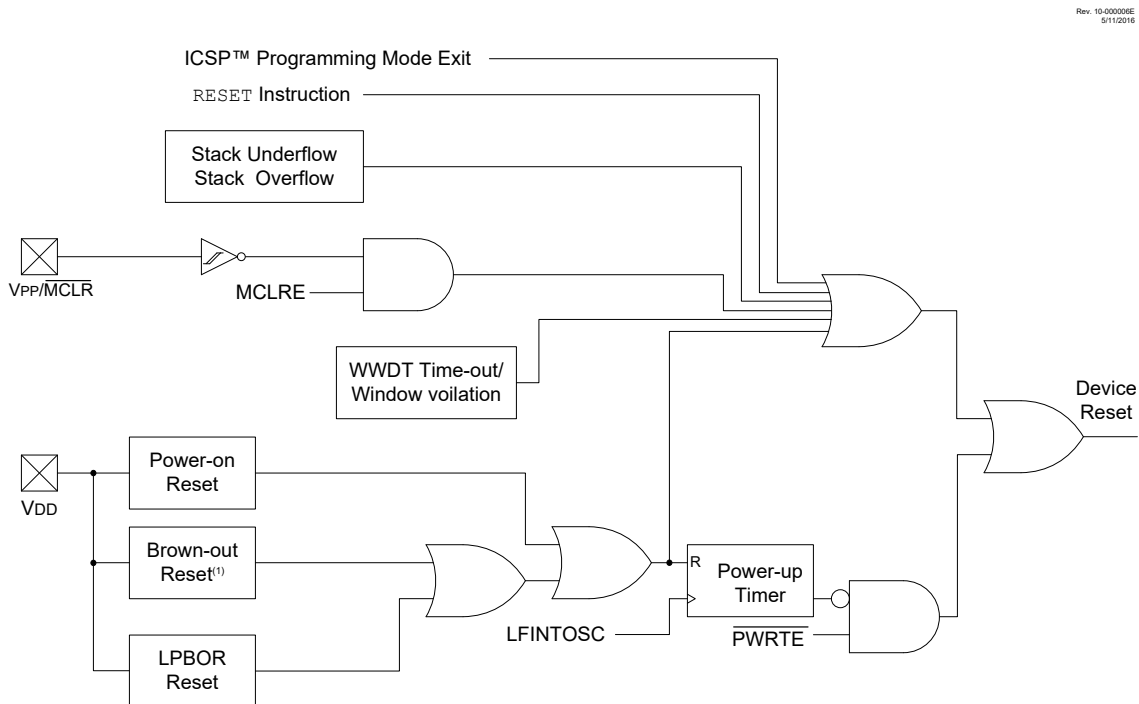 Rev. 10-000006E
5/11/2016
ICSP™ Programming Mode Exit
RESET Instruction
Stack Underflow
Stack Overflow
VPP/MCLR
MCLRE
WWDT Time-out/
Window voilation
Device
Reset
Power-on
Reset
VDD
Brown-out
Reset(1)
R
Power-up
Timer
LFINTOSC
PWRTE
LPBOR
Reset